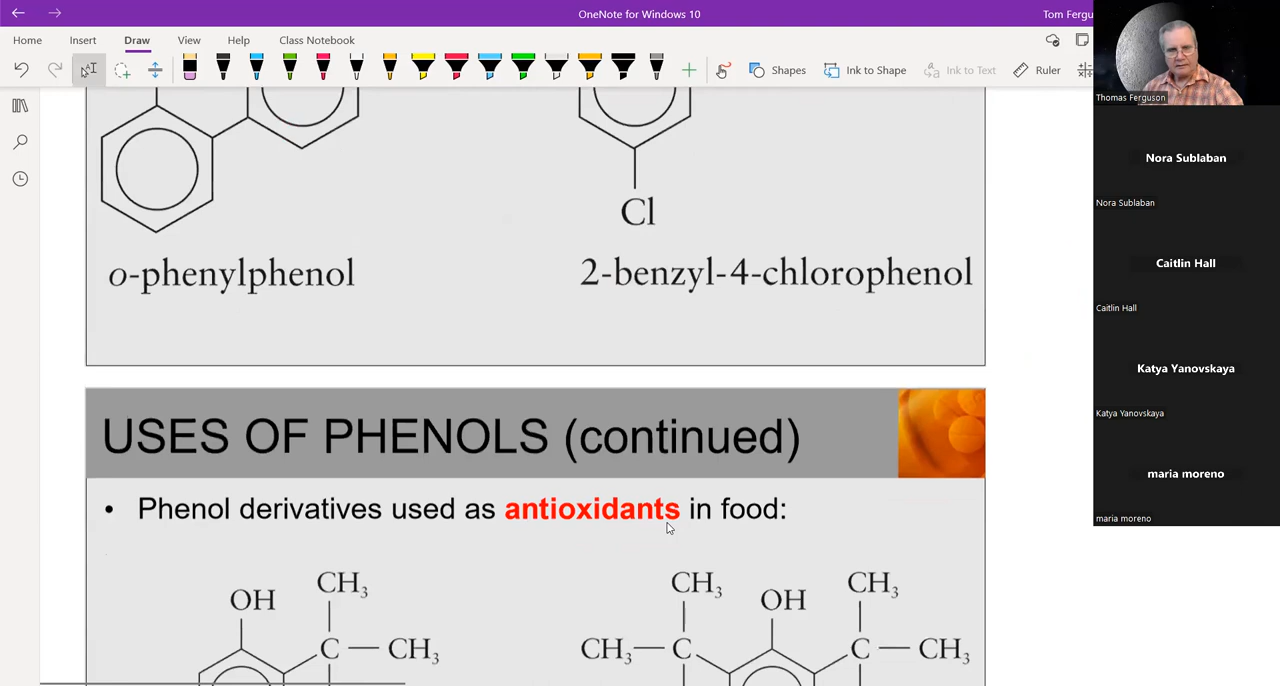 OneNote for Windows 10
Tom Fergu
Home
Insert
Draw
View
Help
Class Notebook
Shapes
Ink to Shape
Ink to Text
Ruler
Thomas Ferguson
Nora Sublaban
Nora Sublaban
Caitlin Hall
Caitlin Hall
Katya Yanovskaya
Katya Yanovskaya
maria moreno
maria moreno
Cl
o-phenylphenol
2-benzyl-4-chlorophenol
USES OF PHENOLS (continued)
• Phenol derivatives used as antioxidants in food:
CH3
OH
C — CH3
CH3
OH
CH3
CH3 — C
C — CH3